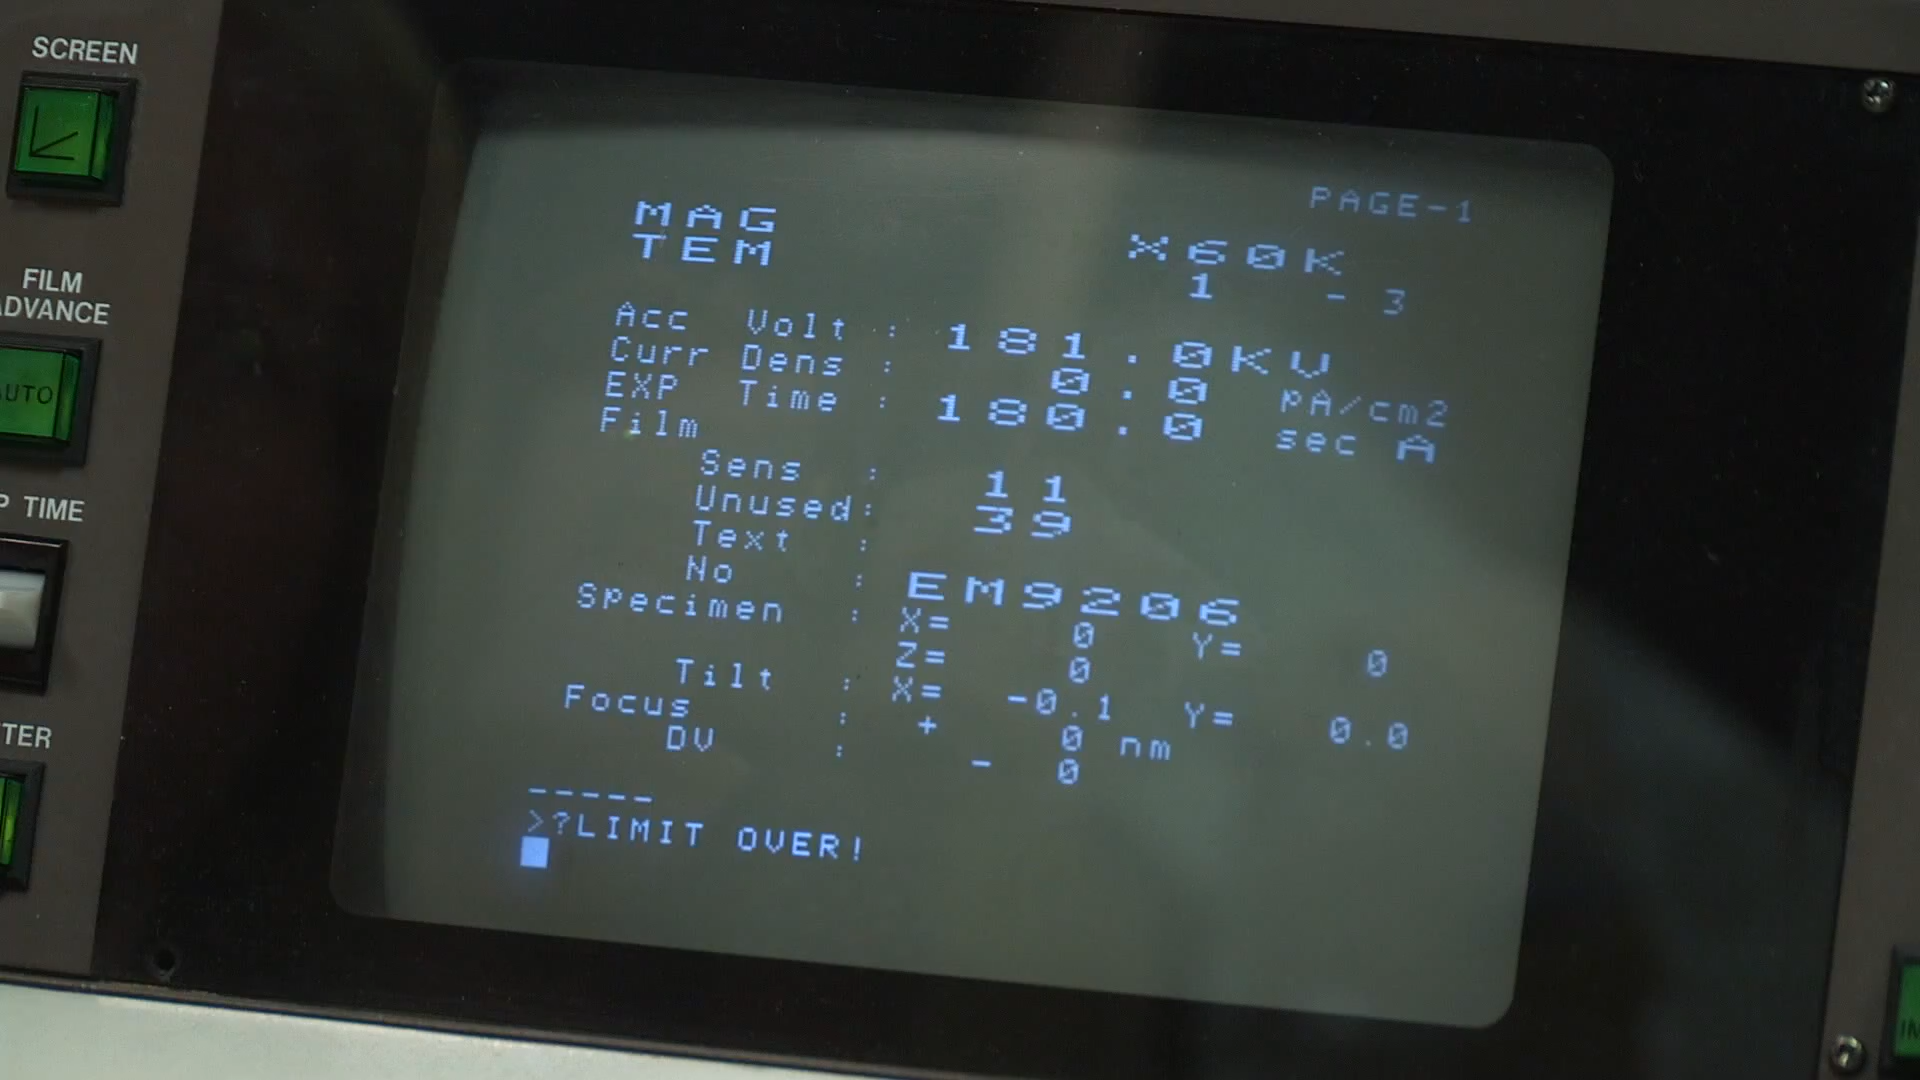 SCREEN
FILM
ADVANCE
AUTO
P TIME
TER
PAGE-1
MAG X60K
TEM 1 - 3
Acc Volt : 181.0KV
Curr Dens : 0.0 pA/cm2
EXP Time : 180.0 sec A
Film
Sens : 11
Unused: 39
Text :
No : EM9206
Specimen : X= 0 Y= 0
Z= 0
Tilt : X= -0.1 Y= 0.0
Focus : + 0 nm
DV : - 0
-----
>?LIMIT OVER!